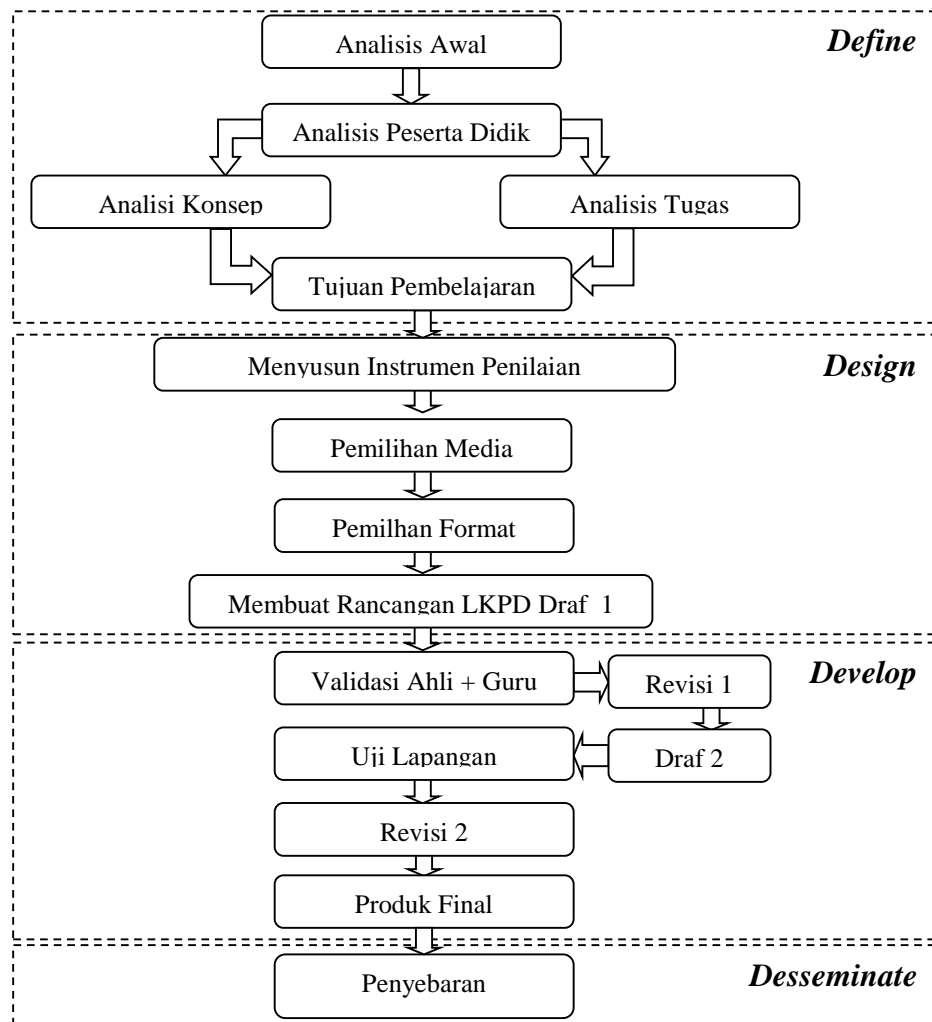 Define
Analisis Awal
Analisis Peserta Didik
Analisi Konsep
Analisis Tugas
Tujuan Pembelajaran
Design
Menyusun Instrumen Penilaian
Pemilihan Media
Pemilhan Format
Membuat Rancangan LKPD Draf 1
Develop
Validasi Ahli + Guru
Revisi 1
Uji Lapangan
Draf 2
Revisi 2
Produk Final
Desseminate
Penyebaran